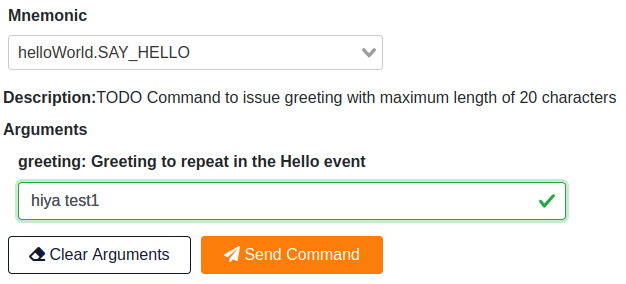 Mnemonic
helloWorld.SAY_HELLO
Description:TODO Command to issue greeting with maximum length of 20 characters
Arguments
greeting: Greeting to repeat in the Hello event
hiya test1
Clear Arguments Send Command